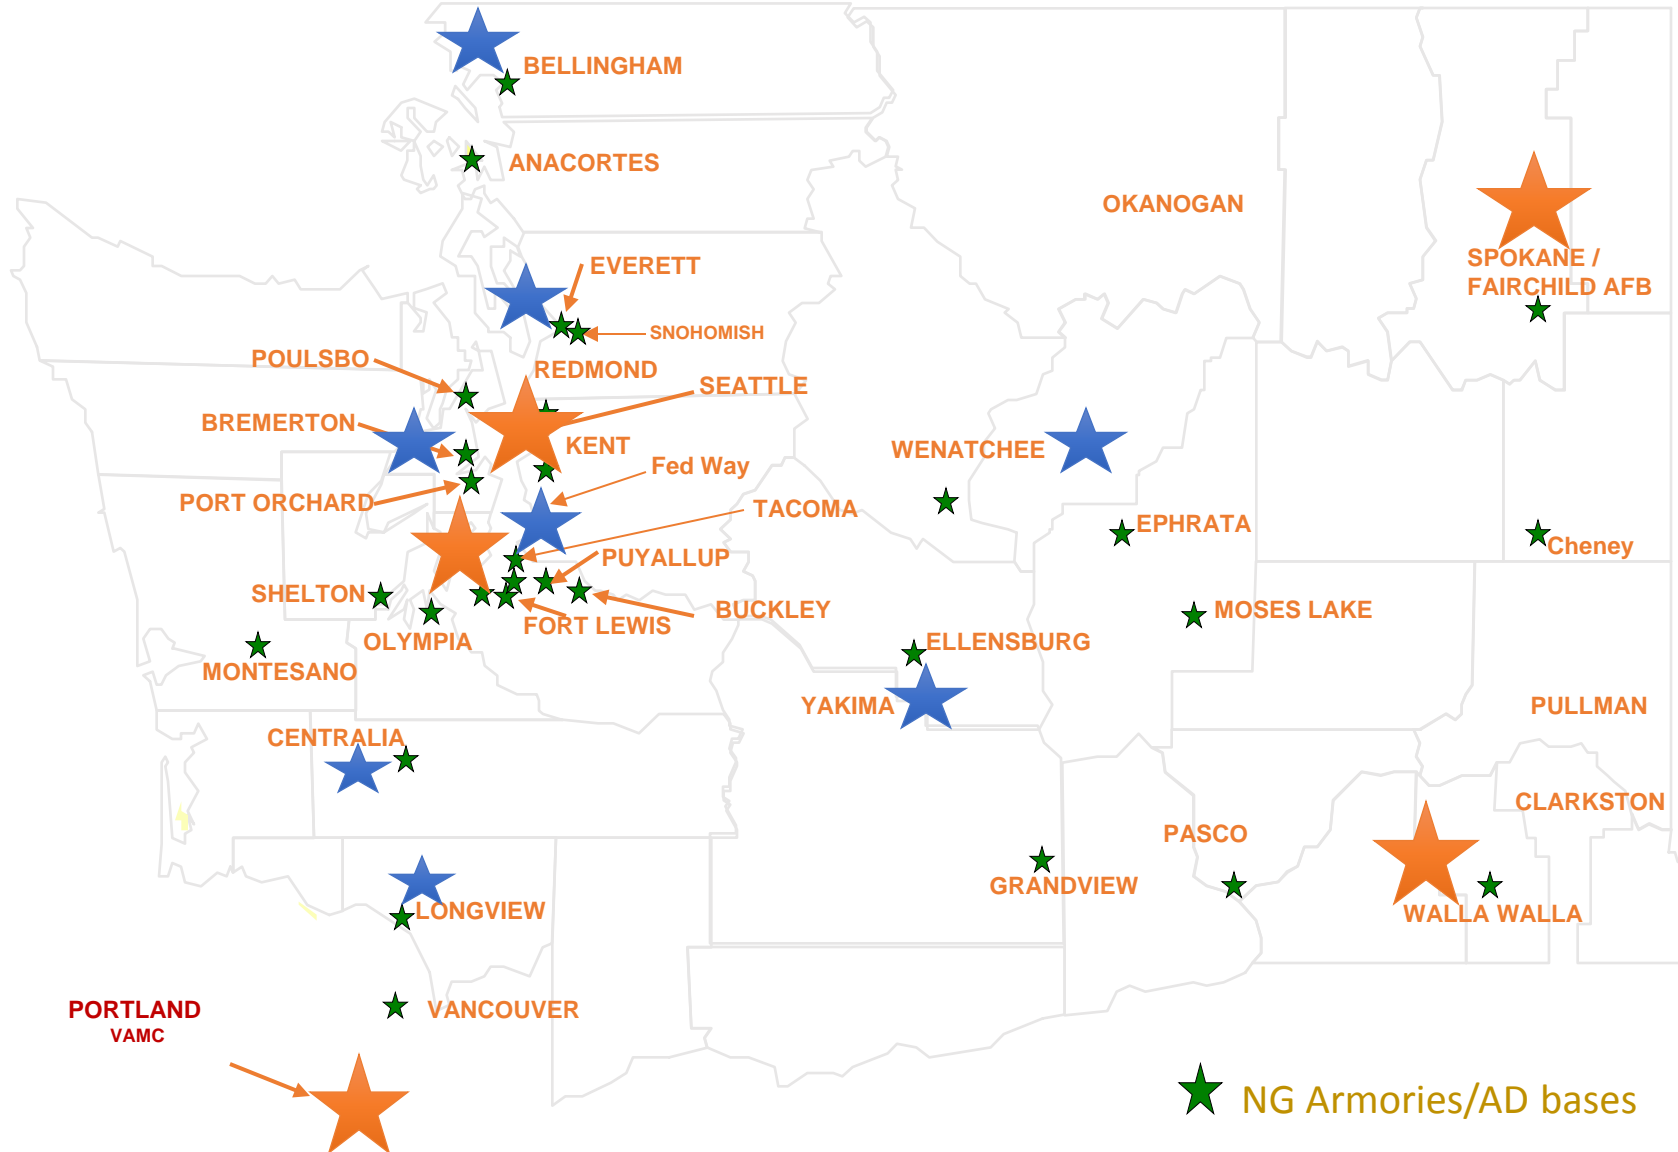 BELLINGHAM
ANACORTES
OKANOGAN
SPOKANE /
FAIRCHILD AFB
EVERETT
SNOHOMISH
POULSBO
REDMOND
SEATTLE
BREMERTON
KENT
WENATCHEE
Fed Way
PORT ORCHARD
TACOMA
EPHRATA
Cheney
PUYALLUP
SHELTON
BUCKLEY
MOSES LAKE
FORT LEWIS
OLYMPIA
ELLENSBURG
MONTESANO
YAKIMA
PULLMAN
CENTRALIA
CLARKSTON
PASCO
GRANDVIEW
LONGVIEW
WALLA WALLA
PORTLAND
VAMC
VANCOUVER
NG Armories/AD bases